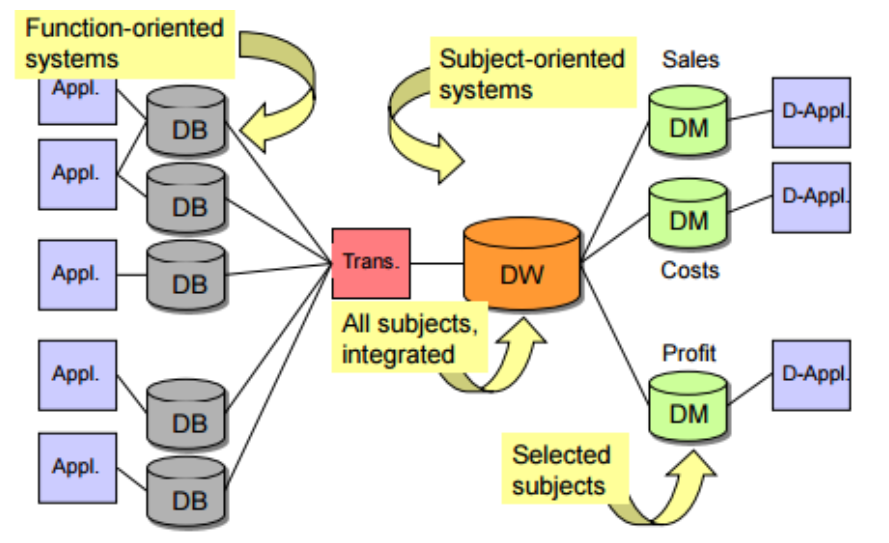 Function-oriented
systems
Subject-oriented
systems
Sales
Appl.
DB
DM
D-Appl.
Appl.
DB
DM
D-Appl.
Appl.
DB
Trans.
DW
Costs
All subjects,
integrated
Profit
Appl.
DB
DM
D-Appl.
Appl.
DB
Selected
subjects